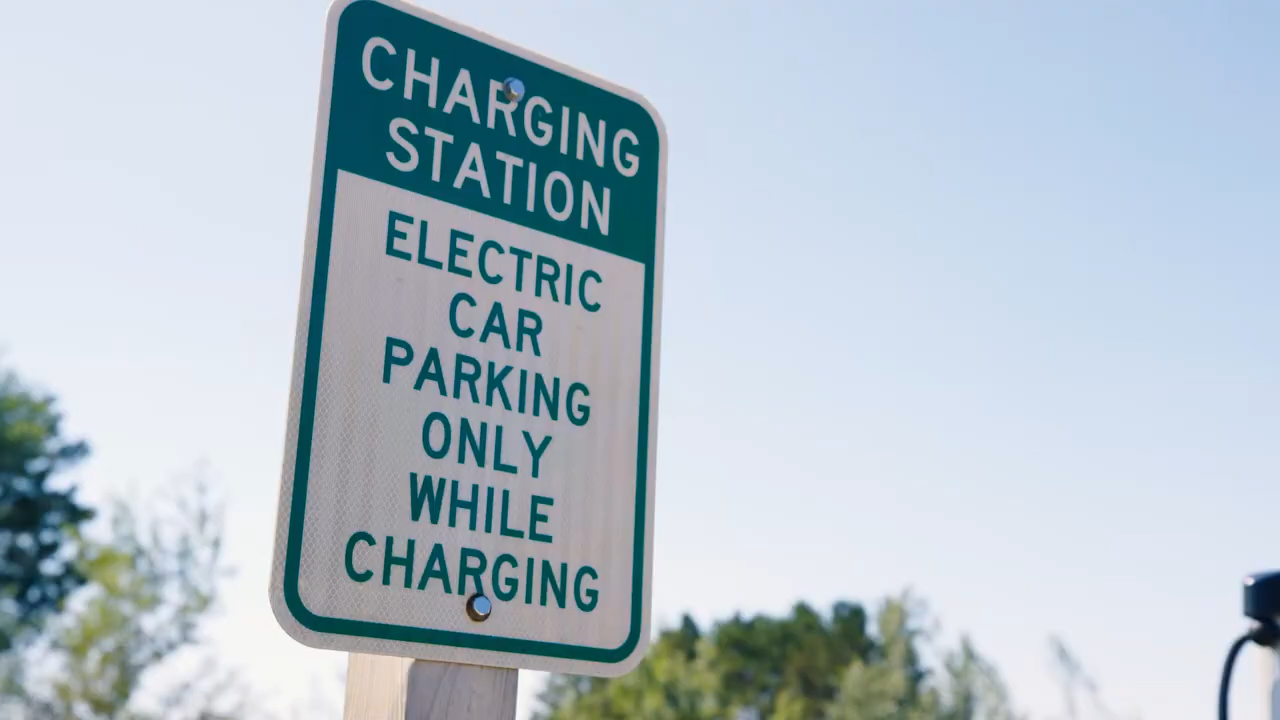 CHARGING
STATION
ELECTRIC
CAR
PARKING
ONLY
WHILE
CHARGING